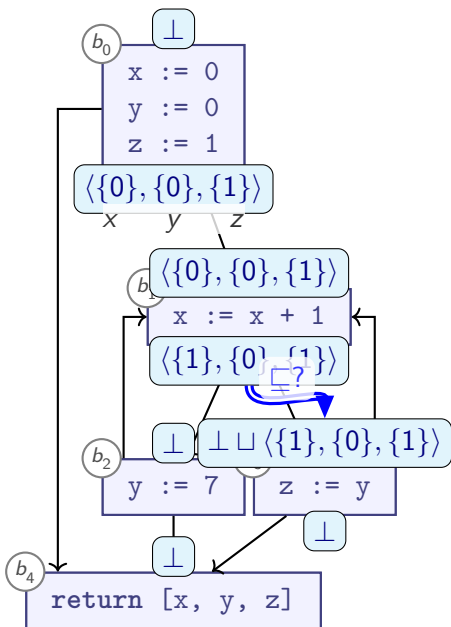 ⊥
b0
x := 0
y := 0
z := 1
⟨{0}, {0}, {1}⟩
x y z
⟨{0}, {0}, {1}⟩
x := x + 1
⟨{1}, {0}, {1}⟩
⊑?
⊥ ⊥ ⊔ ⟨{1}, {0}, {1}⟩
b2
y := 7 z := y
⊥
⊥
b4
return [x, y, z]